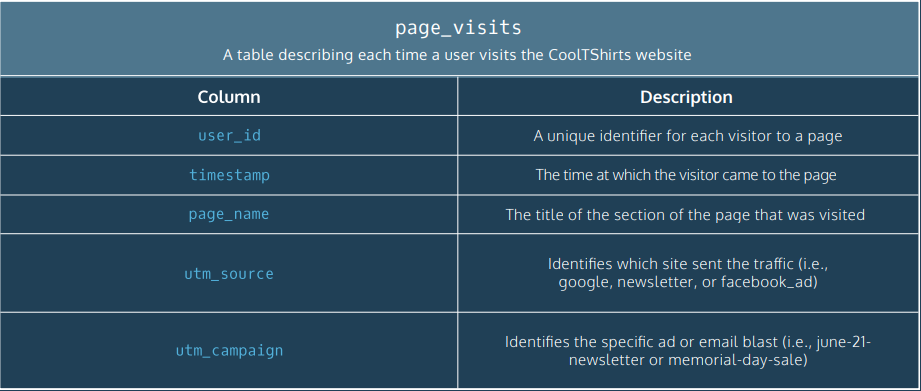 page_visits
A table describing each time a user visits the CoolTShirts website
Column Description
user_id A unique identifier for each visitor to a page
timestamp The time at which the visitor came to the page
page_name The title of the section of the page that was visited
utm_source Identifies which site sent the traffic (i.e.,
google, newsletter, or facebook_ad)
utm_campaign Identifies the specific ad or email blast (i.e., june-21-
newsletter or memorial-day-sale)